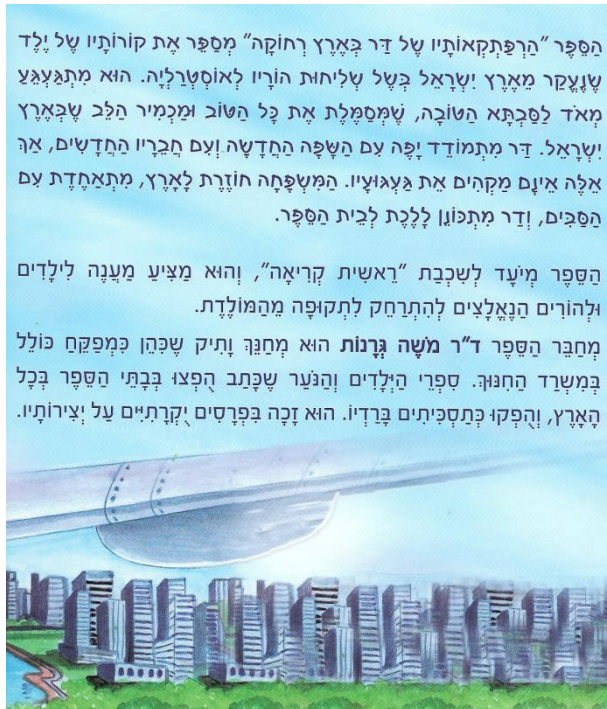 הַסֵּפֶר "הַרְפַּתְקְאוֹתָיו שֶׁל דַּר בְּאֶרֶץ רְחוֹקָה" מְסַפֵּר אֶת קוֹרוֹתָיו שֶׁל יֶלֶד
שֶׁנֶּעֱקַר מֵאֶרֶץ יִשְׂרָאֵל בְּשֶׁל שְׁלִיחוּת הוֹרָיו לְאוֹסְטְרַלְיָה. הוּא מִתְגַּעְגֵּעַ
מְאֹד לַסַּבְתָּא הַטּוֹבָה, שֶׁמְּסַמֶּלֶת אֶת כָּל הַטּוֹב וּמַכְמִיר הַלֵּב שֶׁבְּאֶרֶץ
יִשְׂרָאֵל. דַּר מִתְמוֹדֵד יָפֶה עִם הַשָּׂפָה הַחֲדָשָׁה וְעִם חֲבֵרָיו הַחֲדָשִׁים, אַךְ
אֵלֶּה אֵינָם מַקְהִים אֶת גַּעְגּוּעָיו. הַמִּשְׁפָּחָה חוֹזֶרֶת לָאָרֶץ, מִתְאַחֶדֶת עִם
הַסַּבִּים, וְדַר מִתְכּוֹנֵן לָלֶכֶת לְבֵית הַסֵּפֶר.
הַסֵּפֶר מְיֹעָד לְשִׁכְבַת "רֵאשִׁית קְרִיאָה", וְהוּא מַצִּיעַ מַעֲנֶה לִילָדִים
וּלְהוֹרִים הַנֶּאֱלָצִים לְהִתְרַחֵק לִתְקוּפָה מֵהַמּוֹלֶדֶת.
מְחַבֵּר הַסֵּפֶר ד"ר מֹשֶׁה גְּרָנוֹת הוּא מְחַנֵּךְ וָתִיק שֶׁכִּהֵן כִּמְפַקֵּחַ כּוֹלֵל
בְּמִשְׂרַד הַחִנּוּךְ. סִפְרֵי הַיְּלָדִים וְהַנֹּעַר שֶׁכָּתַב הֻפְצוּ בְּבָתֵּי הַסֵּפֶר בְּכָל
הָאָרֶץ, וְהֻפְקוּ כְּתַסְכִּיתִים בָּרַדְיוֹ. הוּא זָכָה בִּפְרָסִים יֻקְרָתִיִּים עַל יְצִירוֹתָיו.